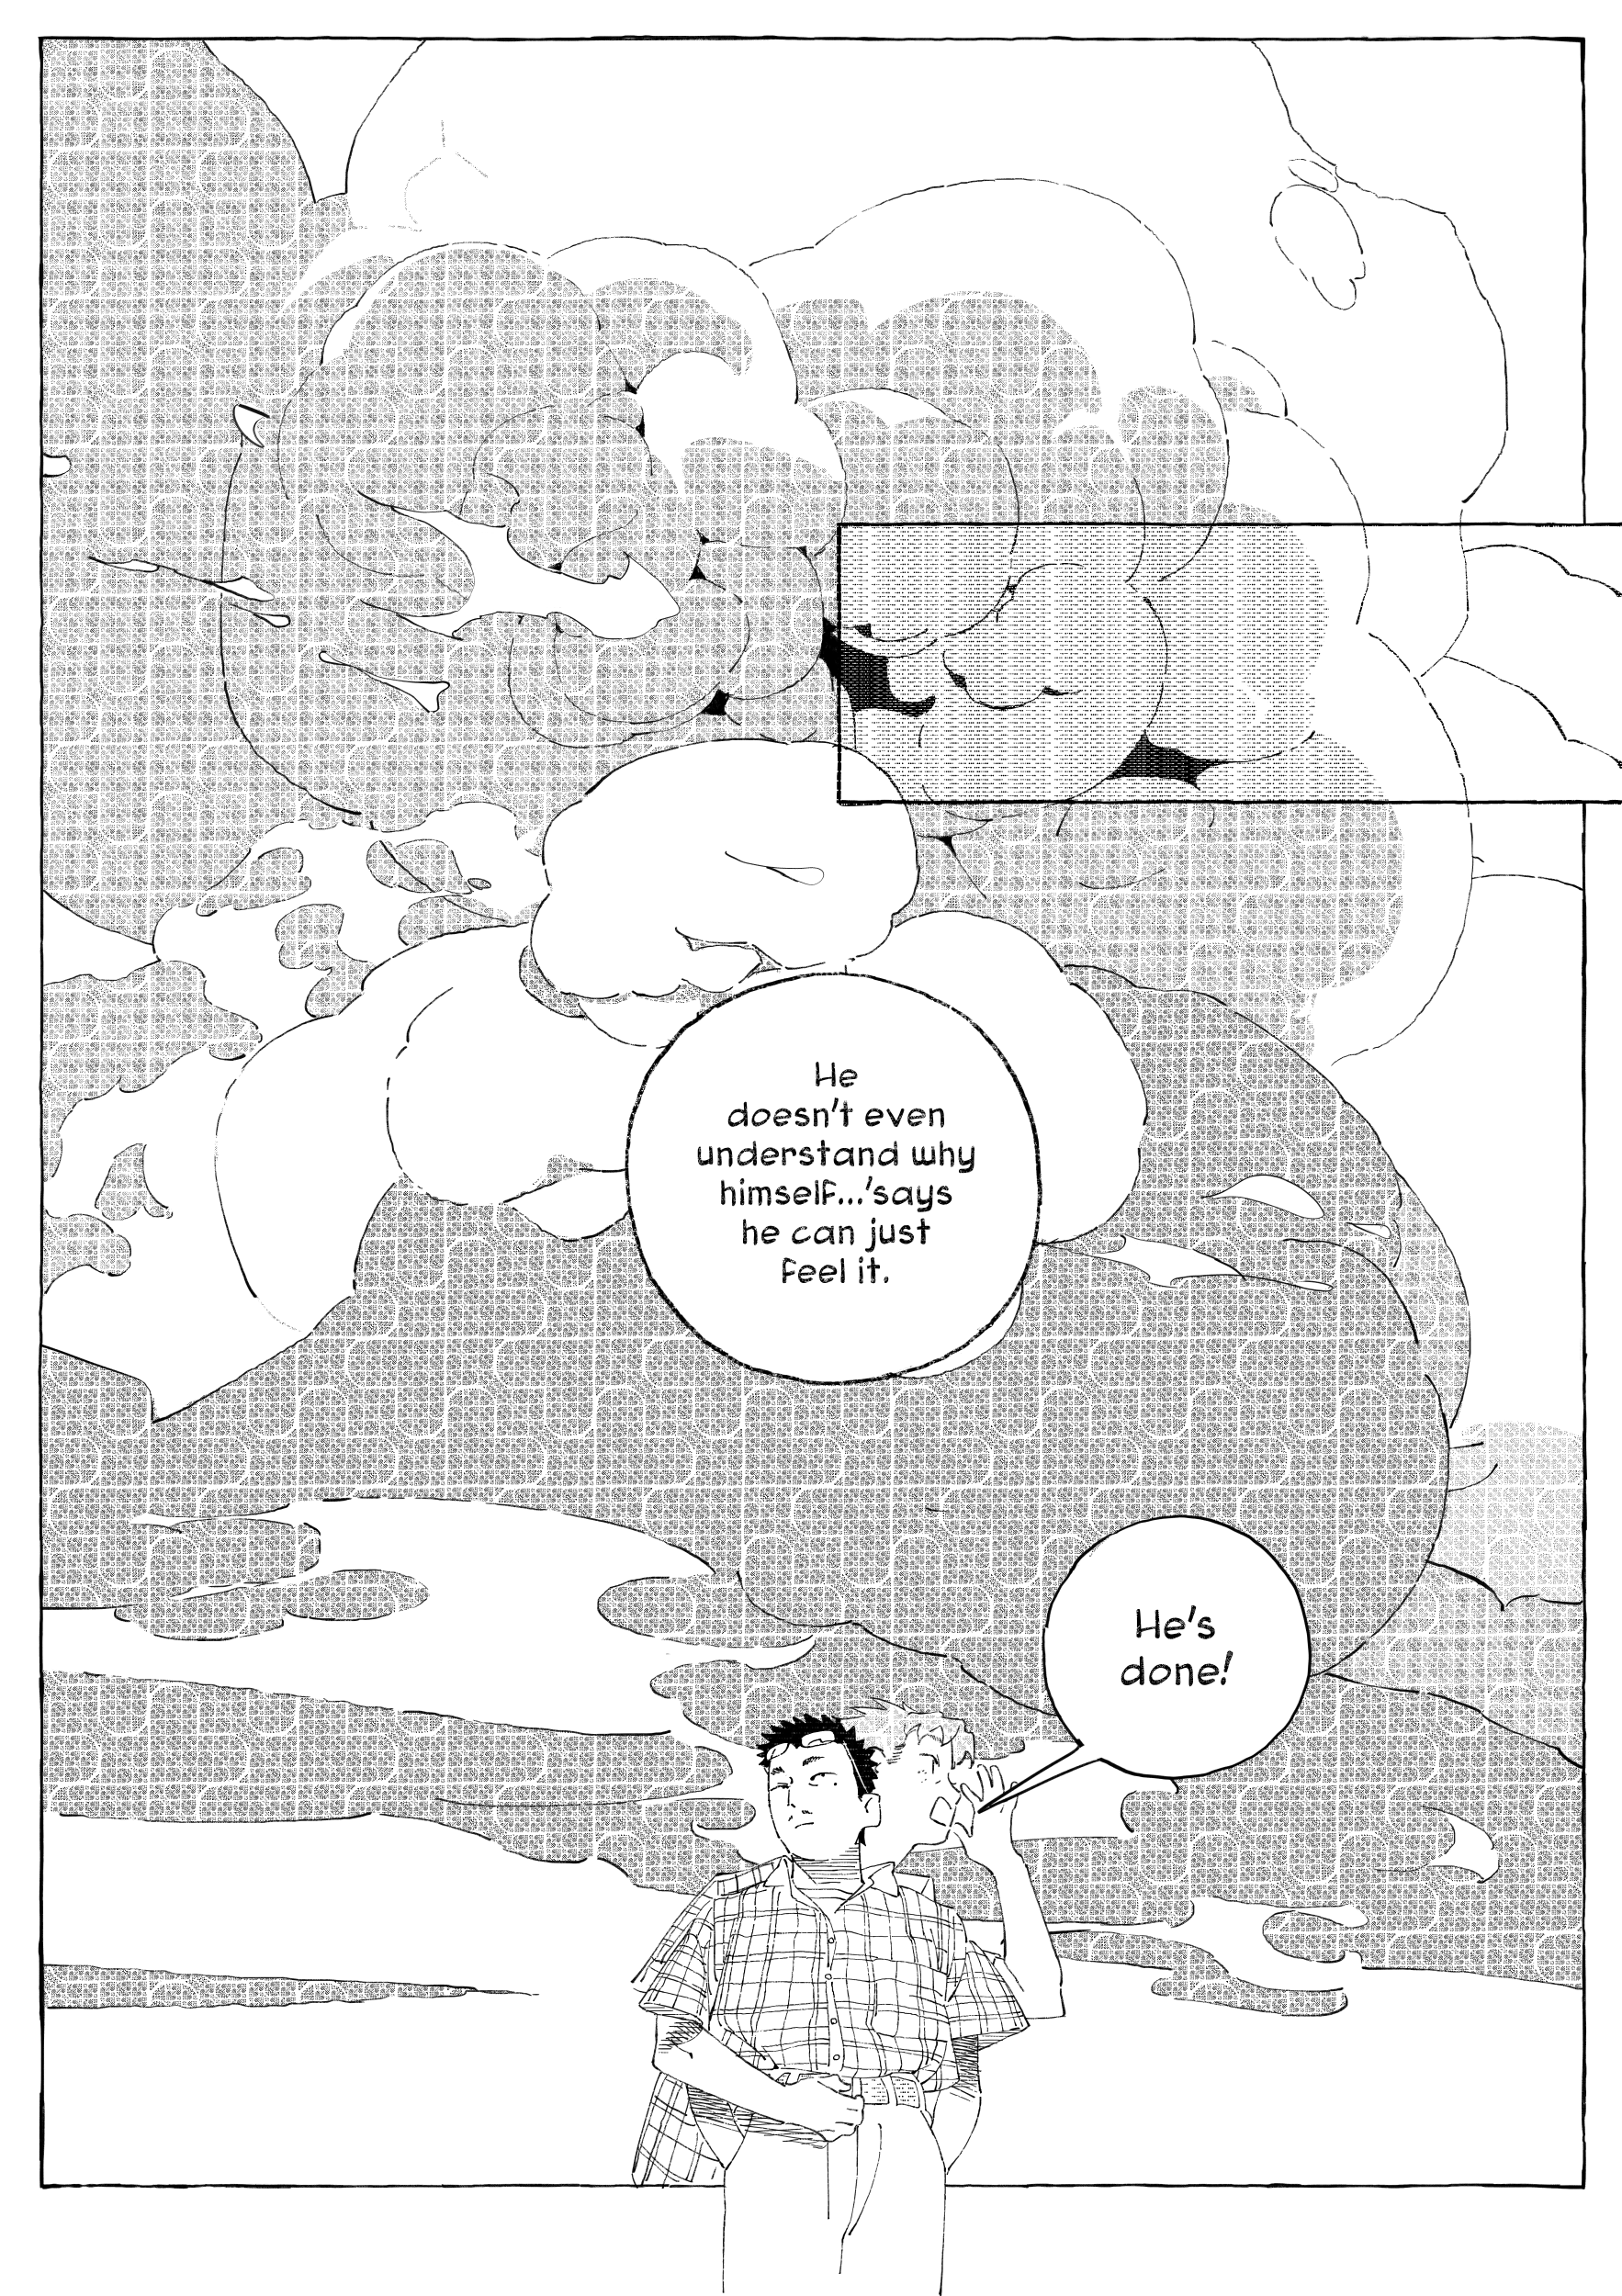 He
doesn't even
understand why
himself...'says
he can just
feel it.
He's
done!